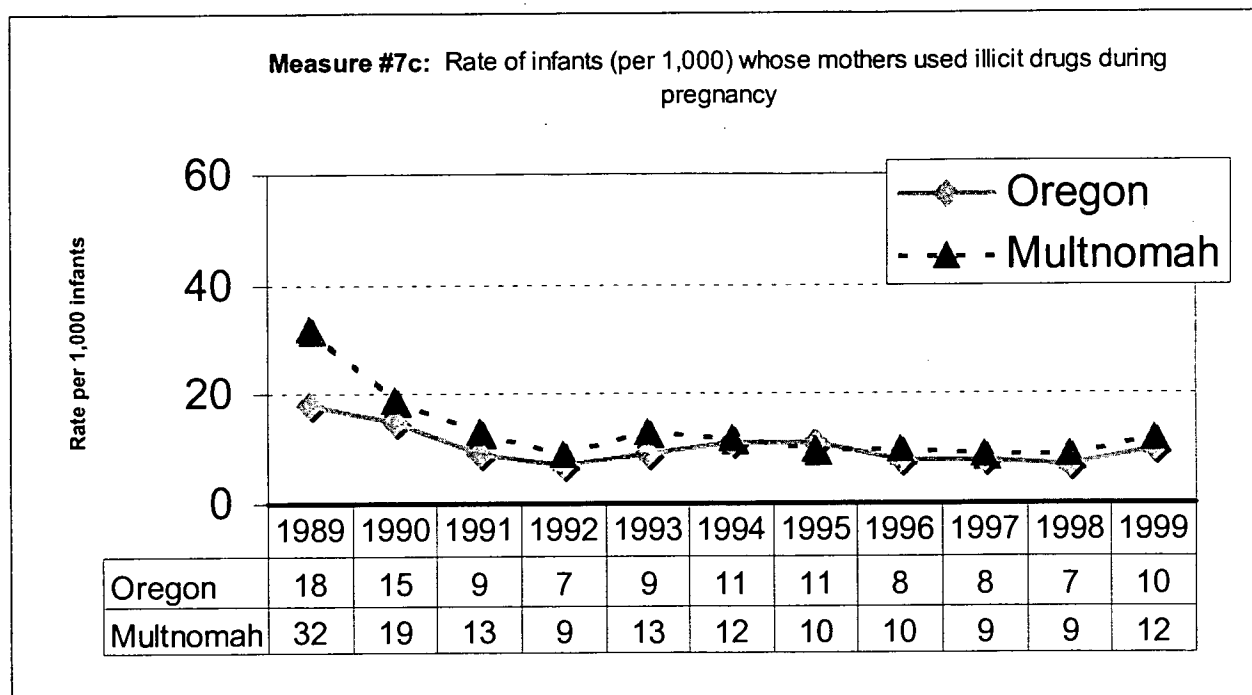 Measure #7c: Rate of infants (per 1,000) whose mothers used illicit drugs during
pregnancy
Rate per 1,000 infants
60
40
20
0
Oregon
Multnomah
1989 1990 1991 1992 1993 1994 1995 1996 1997 1998 1999
Oregon 18 15 9 7 9 11 11 8 8 7 10
Multnomah 32 19 13 9 13 12 10 10 9 9 12